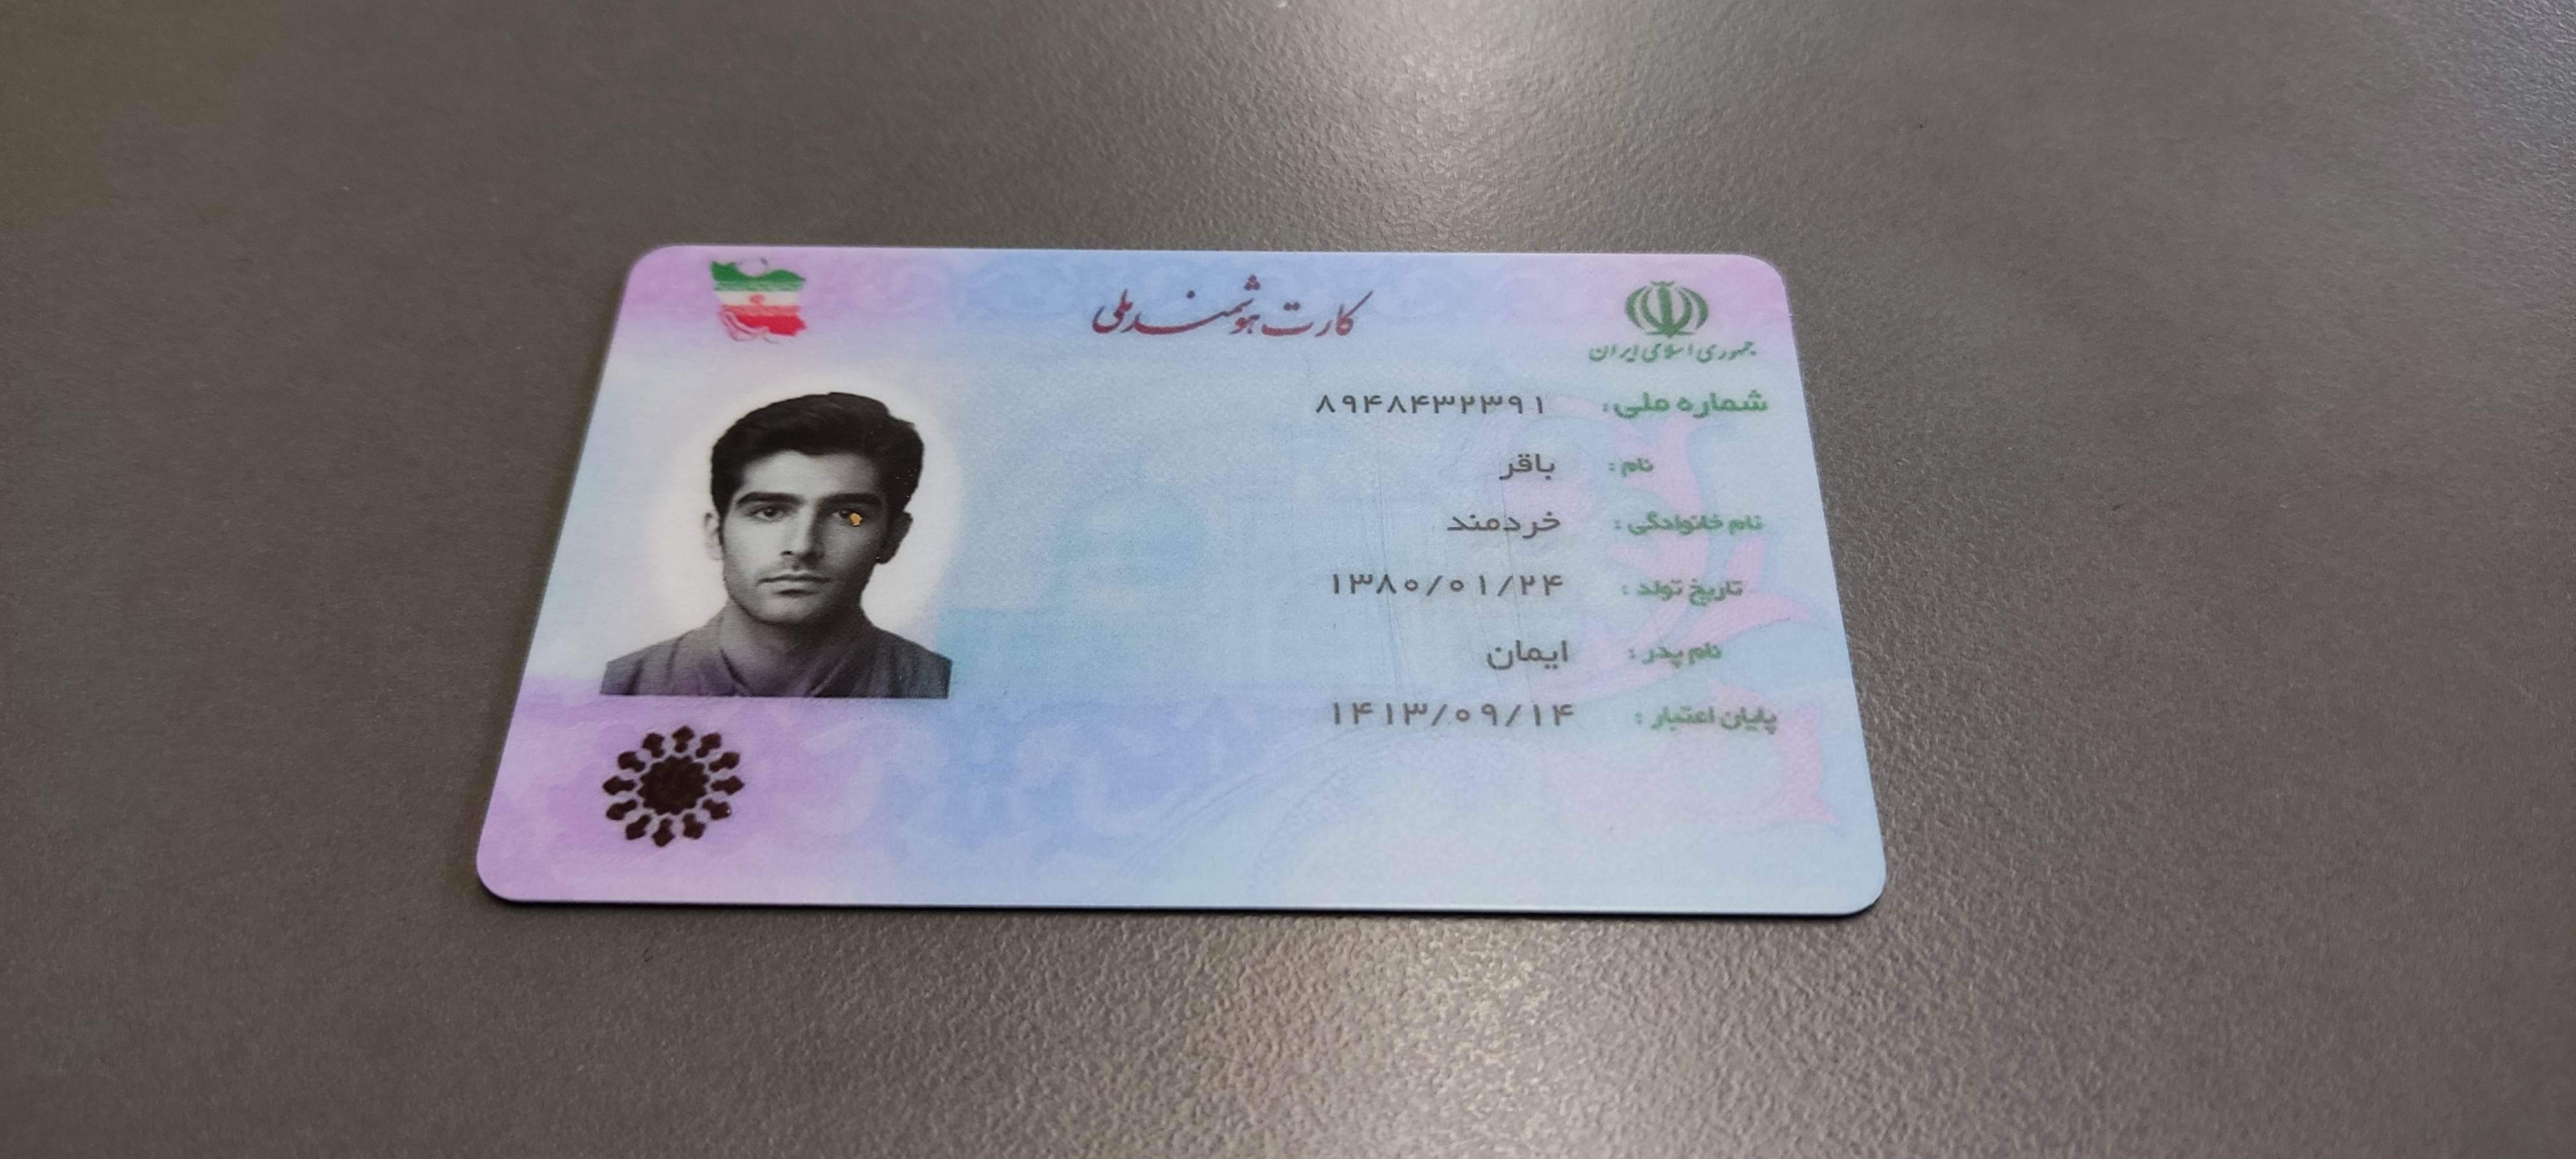 کارت هوشمند ملی
جمهوری اسلامی ایران
شماره ملی: ۸۹۴۸۴۳۲۳۹۱
نام : باقر
نام خانوادگی : خردمند
تاریخ تولد : ۱۳۸۰/۰۱/۲۴
نام پدر : ایمان
پایان اعتبار : ۱۴۱۳/۰۹/۱۴